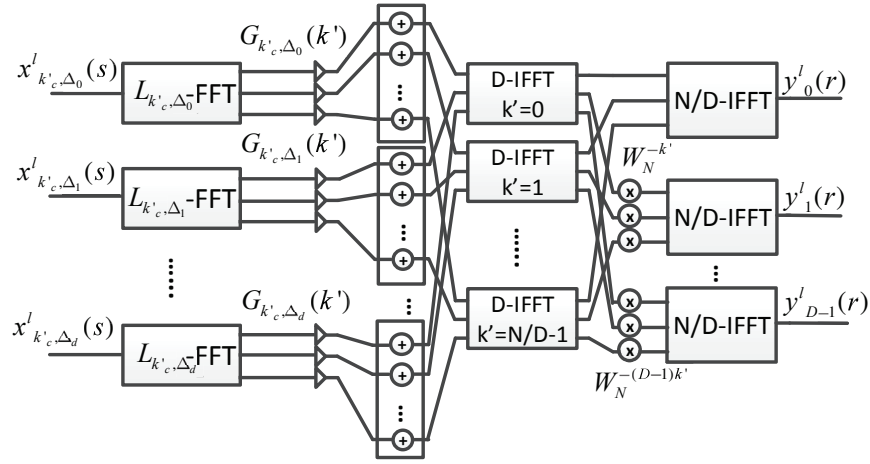 x^l_{k'_c,Δ_0}(s)
L_{k'_c,Δ_0}-FFT
G_{k'_c,Δ_0}(k')
+
+
...
+
x^l_{k'_c,Δ_1}(s)
L_{k'_c,Δ_1}-FFT
G_{k'_c,Δ_1}(k')
+
+
...
+
......
...
x^l_{k'_c,Δ_d}(s)
L_{k'_c,Δ_d}-FFT
G_{k'_c,Δ_d}(k')
+
+
...
+
D-IFFT
k'=0
D-IFFT
k'=1
......
D-IFFT
k'=N/D-1
W_N^{-k'}
x
x
x
x
x
x
W_N^{-(D-1)k'}
N/D-IFFT
y^l_0(r)
N/D-IFFT
y^l_1(r)
...
N/D-IFFT
y^l_{D-1}(r)